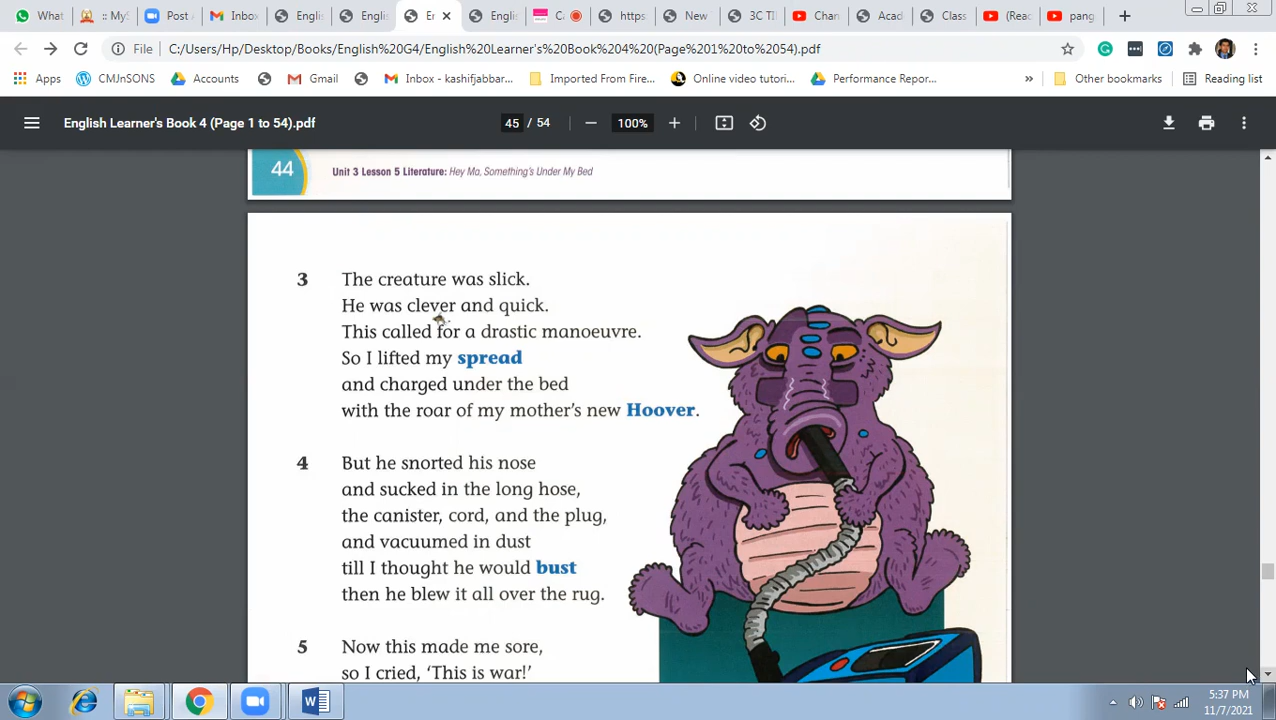 What
:: MyS
Post
Inbox
Englis
Englis
En
Englis
C
https:
New
3C TI
Chan
Acad
Class
(Rea
pang
File
C:/Users/Hp/Desktop/Books/English%20G4/English%20Learner's%20Book%204%20(Page%201%20to%2054).pdf
Apps
CMJnSONS
Accounts
Gmail
Inbox - kashifjabbar...
Imported From Fire...
Online video tutori...
Performance Repor...
»
Other bookmarks
Reading list
English Learner's Book 4 (Page 1 to 54).pdf
45 / 54
100%
44 Unit 3 Lesson 5 Literature: Hey Ma, Something's Under My Bed
3 The creature was slick.
He was clever and quick.
This called for a drastic manoeuvre.
So I lifted my spread
and charged under the bed
with the roar of my mother's new Hoover.
4 But he snorted his nose
and sucked in the long hose,
the canister, cord, and the plug,
and vacuumed in dust
till I thought he would bust
then he blew it all over the rug.
5 Now this made me sore,
so I cried, 'This is war!'
5:37 PM
11/7/2021